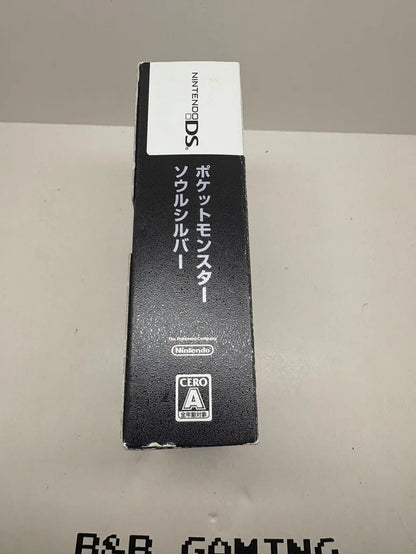 NINTENDO DS
ポケットモンスター
ソウルシルバー
The Pokémon Company
Nintendo
CERO
A
全年齢対象
R&R GAMING